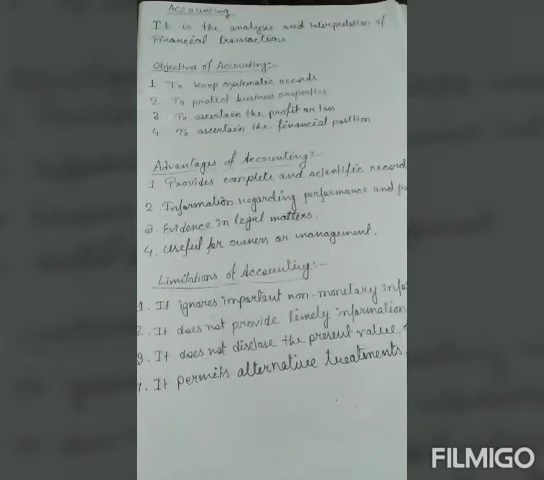 Accounting
It is the analyses and interpretation of
Financial transactions
Objectives of Accounting:-
1 To keep systematic records
2 To protect business properties
3 To ascertain the profit or loss
4 To ascertain the financial position
Advantages of Accounting:-
1 Provides complete and scientific record
2. Information regarding performance and
3. Evidence in legal matters.
4. Useful for owners or management.
Limitations of Accounting:-
1. It ignores important non-monetary info
2. It does not provide timely information
3. It does not disclose the present value
4. It permits alternative treatments.
FILMIGO